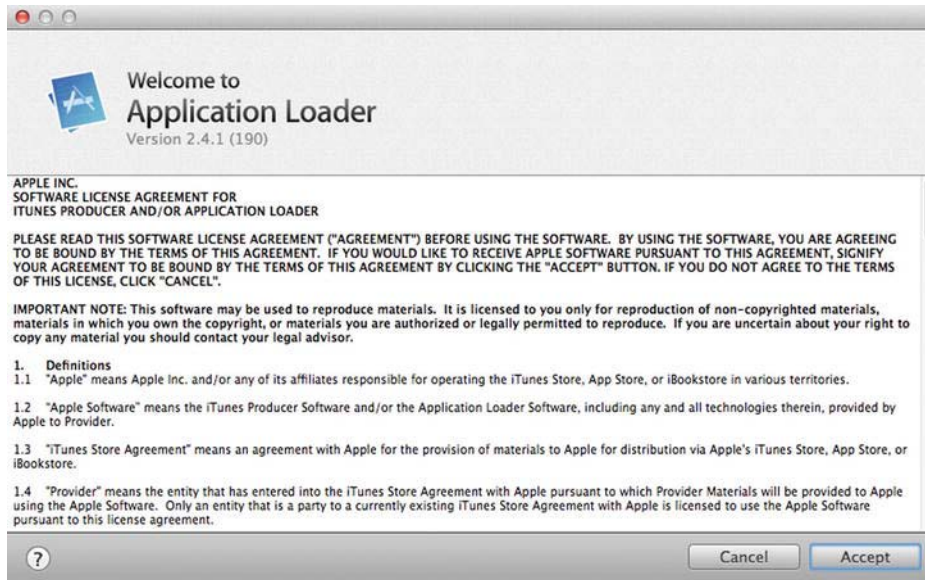 Welcome to
Application Loader
Version 2.4.1 (190)
APPLE INC.
SOFTWARE LICENSE AGREEMENT FOR
ITUNES PRODUCER AND/OR APPLICATION LOADER
PLEASE READ THIS SOFTWARE LICENSE AGREEMENT ("AGREEMENT") BEFORE USING THE SOFTWARE. BY USING THE SOFTWARE, YOU ARE AGREEING
TO BE BOUND BY THE TERMS OF THIS AGREEMENT. IF YOU WOULD LIKE TO RECEIVE APPLE SOFTWARE PURSUANT TO THIS AGREEMENT, SIGNIFY
YOUR AGREEMENT TO BE BOUND BY THE TERMS OF THIS AGREEMENT BY CLICKING THE "ACCEPT" BUTTON. IF YOU DO NOT AGREE TO THE TERMS
OF THIS LICENSE, CLICK "CANCEL".
IMPORTANT NOTE: This software may be used to reproduce materials. It is licensed to you only for reproduction of non-copyrighted materials,
materials in which you own the copyright, or materials you are authorized or legally permitted to reproduce. If you are uncertain about your right to
copy any material you should contact your legal advisor.
1. Definitions
1.1 "Apple" means Apple Inc. and/or any of its affiliates responsible for operating the iTunes Store, App Store, or iBookstore in various territories.
1.2 "Apple Software" means the iTunes Producer Software and/or the Application Loader Software, including any and all technologies therein, provided by
Apple to Provider.
1.3 "iTunes Store Agreement" means an agreement with Apple for the provision of materials to Apple for distribution via Apple's iTunes Store, App Store, or
iBookstore.
1.4 "Provider" means the entity that has entered into the iTunes Store Agreement with Apple pursuant to which Provider Materials will be provided to Apple
using the Apple Software. Only an entity that is a party to a currently existing iTunes Store Agreement with Apple is licensed to use the Apple Software
pursuant to this license agreement.
?
Cancel
Accept